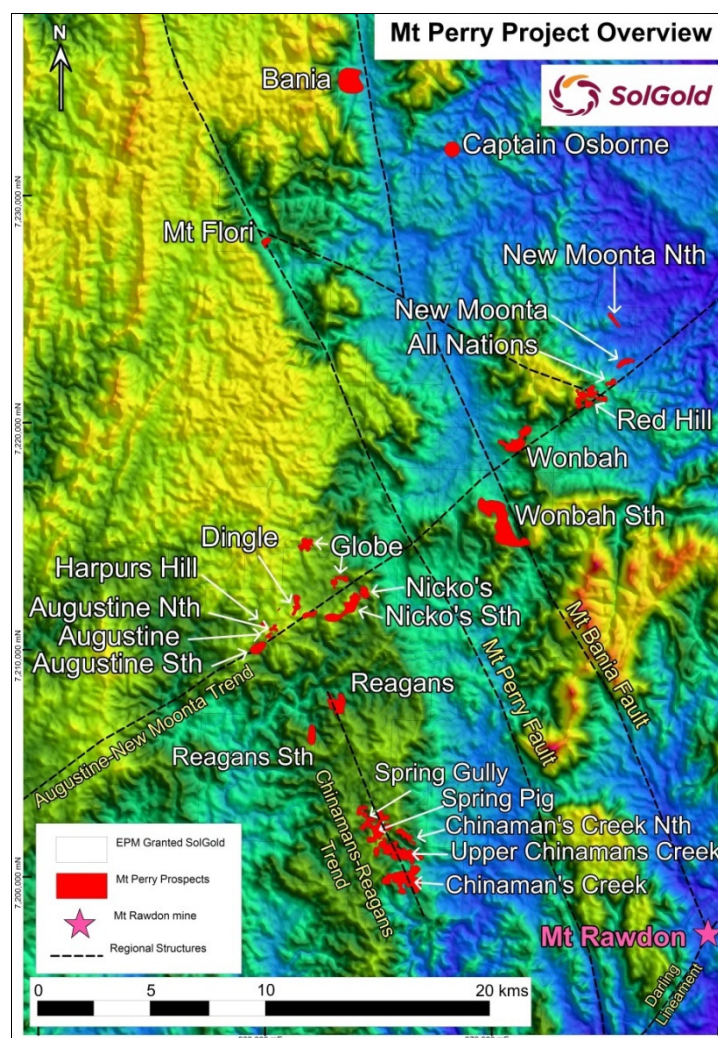 Mt Perry Project Overview
N
SolGold
Bania
Captain Osborne
7,230,000 mN
Mt Flori
New Moonta Nth
New Moonta
All Nations
Red Hill
7,220,000 mN
Wonbah
Wonbah Sth
Dingle
Globe
Harpurs Hill
Nicko's
Augustine Nth
Nicko's Sth
Augustine
Augustine Sth
7,210,000 mN
Mt Bania Fault
Mt Perry Fault
Augustine-New Moonta Trend
Reagans
Reagans Sth
Chinamans-Reagans
Trend
Spring Gully
Spring Pig
Chinaman's Creek Nth
Upper Chinamans Creek
Chinaman's Creek
7,200,000 mN
EPM Granted SolGold
Mt Perry Prospects
Mt Rawdon mine
Regional Structures
Mt Rawdon
Darling
Lineament
0 5 10 20 kms